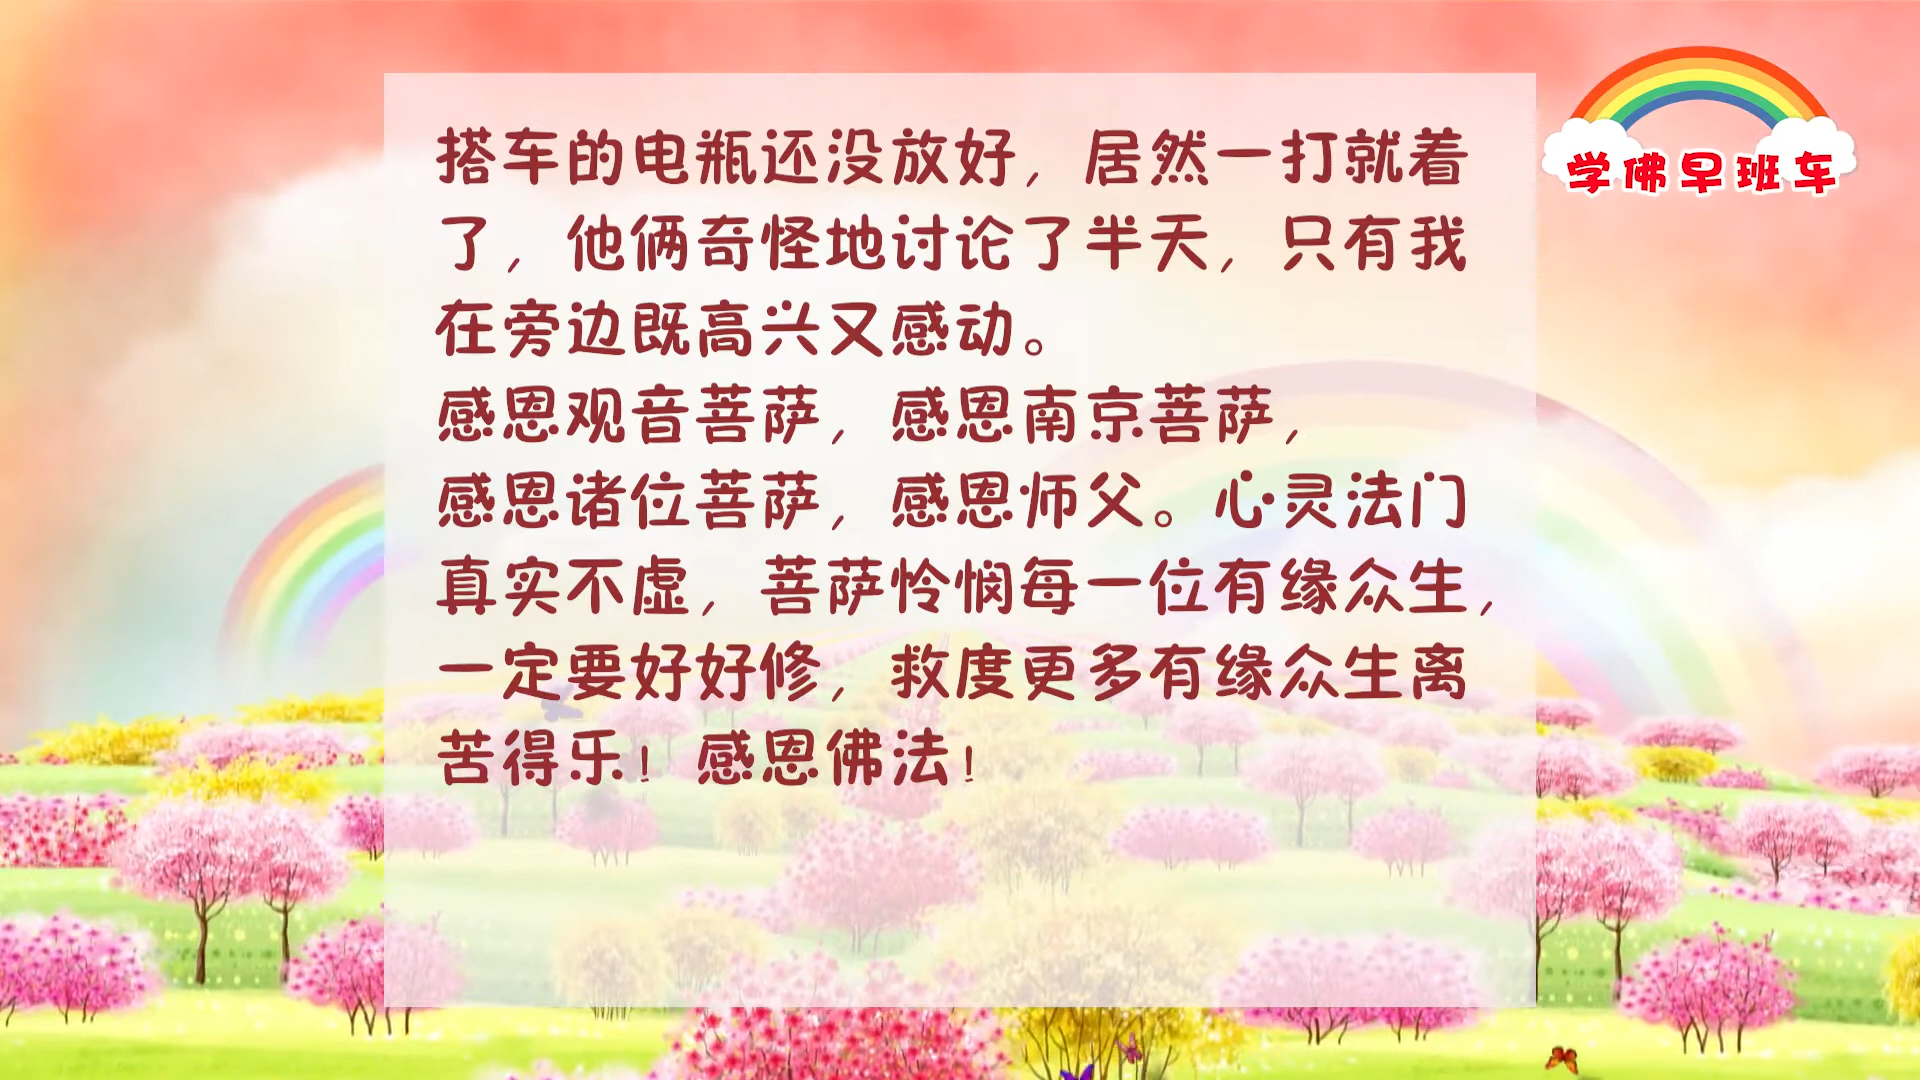 搭车的电瓶还没放好，居然一打就着
了，他俩奇怪地讨论了半天，只有我
在旁边既高兴又感动。
感恩观音菩萨，感恩南京菩萨，
感恩诸位菩萨，感恩师父。心灵法门
真实不虚，菩萨怜悯每一位有缘众生，
一定要好好修，救度更多有缘众生离
苦得乐！感恩佛法！
学佛早班车